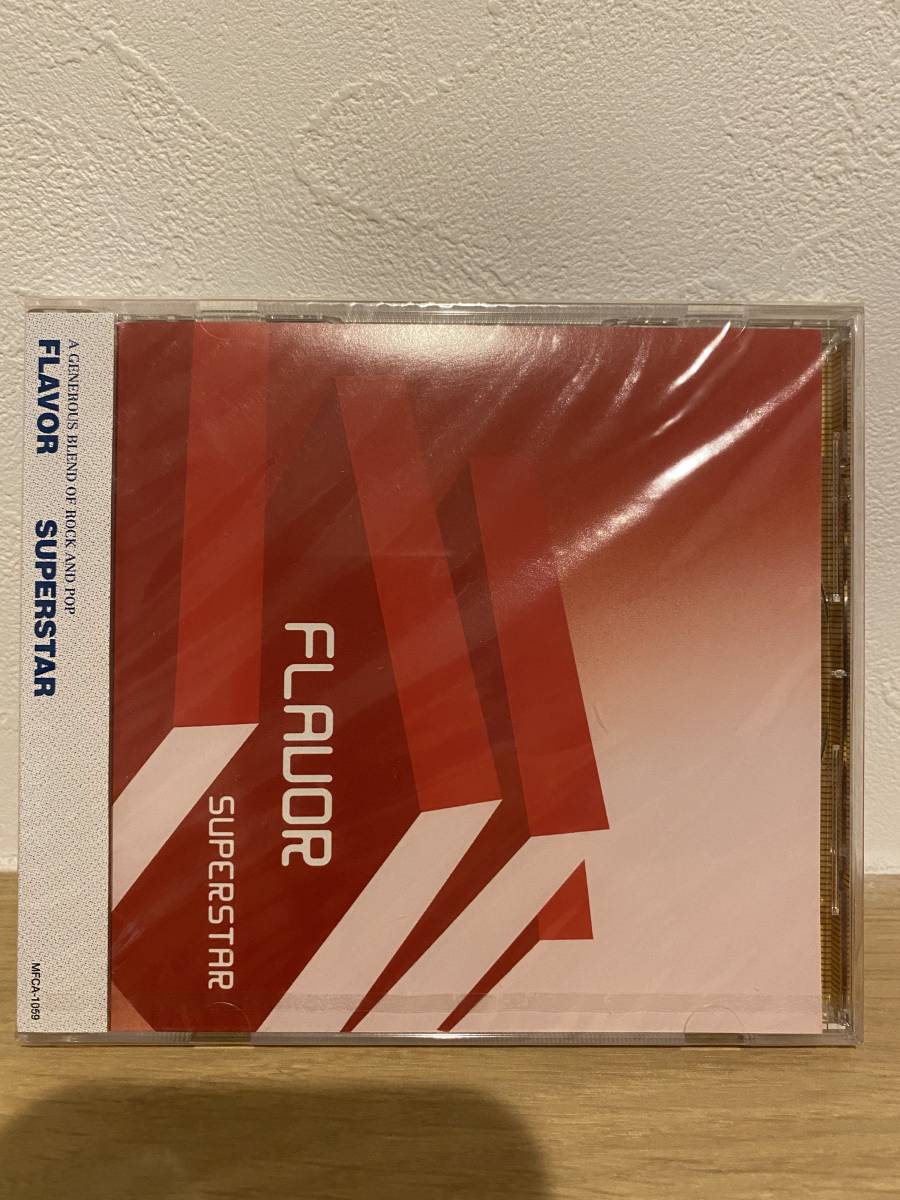 A GENEROUS BLEND OF ROCK AND POP
FLAVOR SUPERSTAR
MFCA-1059
FLAVOR
SUPERSTAR